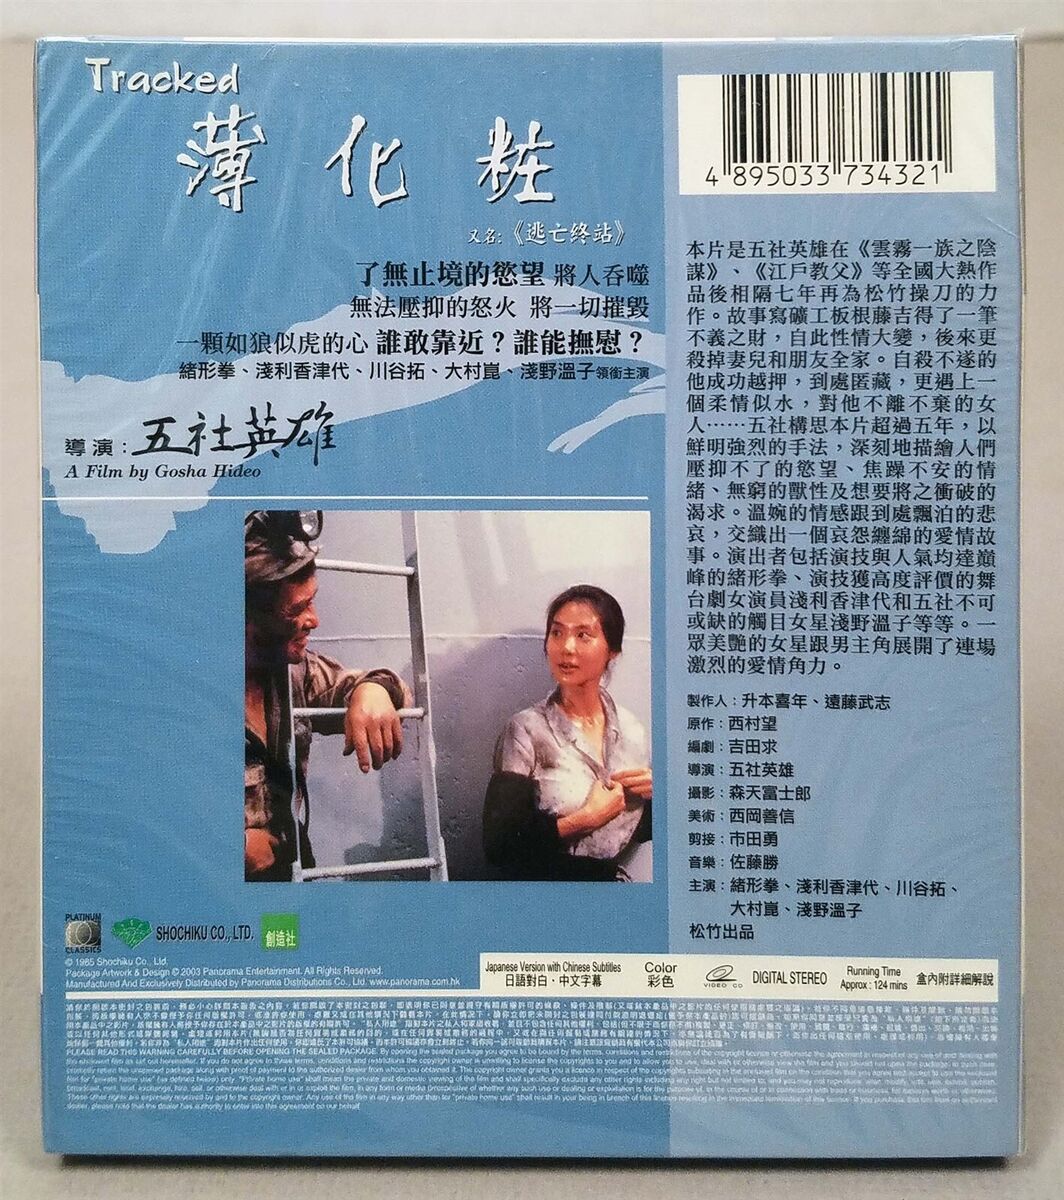 Tracked
薄化粧
又名:《逃亡終站》
了無止境的慾望 將人吞噬
無法壓抑的怒火 將一切摧毀
一顆如狼似虎的心 誰敢靠近？誰能撫慰？
緒形拳、淺利香津代、川谷拓、大村崑、淺野溫子領銜主演
導演：五社英雄
A Film by Gosha Hideo
4 895033 734321
本片是五社英雄在《雲霧一族之陰
謀》、《江戶教父》等全國大熱作
品後相隔七年再為松竹操刀的力
作。故事寫礦工板根藤吉得了一筆
不義之財，自此性情大變，後來更
殺掉妻兒和朋友全家。自殺不遂的
他成功越押，到處匿藏，更遇上一
個柔情似水，對他不離不棄的女
人……五社構思本片超過五年，以
鮮明強烈的手法，深刻地描繪人們
壓抑不了的慾望、焦躁不安的情
緒、無窮的獸性及想要將之衝破的
渴求。溫婉的情感跟到處飄泊的悲
哀，交織出一個哀怨纏綿的愛情故
事。演出者包括演技與人氣均達巔
峰的緒形拳、演技獲高度評價的舞
台劇女演員淺利香津代和五社不可
或缺的觸目女星淺野溫子等等。一
眾美艷的女星跟男主角展開了連場
激烈的愛情角力。
製作人：升本喜年、遠藤武志
原作：西村望
編劇：吉田求
導演：五社英雄
攝影：森天富士郎
美術：西岡善信
剪接：市田勇
音樂：佐藤勝
主演：緒形拳、淺利香津代、川谷拓、
大村崑、淺野溫子
松竹出品
PLATINUM
CLASSICS
SHOCHIKU CO., LTD.
創造社
© 1985 Shochiku Co., Ltd.
Package Artwork & Design © 2003 Panorama Entertainment. All Rights Reserved.
Manufactured And Exclusively Distributed by Panorama Distributions Co., Ltd. www.panorama.com.hk
Japanese Version with Chinese Subtitles
日語對白·中文字幕
Color
彩色
VIDEO CD
DIGITAL STEREO
Running Time
Approx : 124 mins
盒內附詳細解說
PLEASE READ THIS WARNING CAREFULLY BEFORE OPENING THE SEALED PACKAGE.